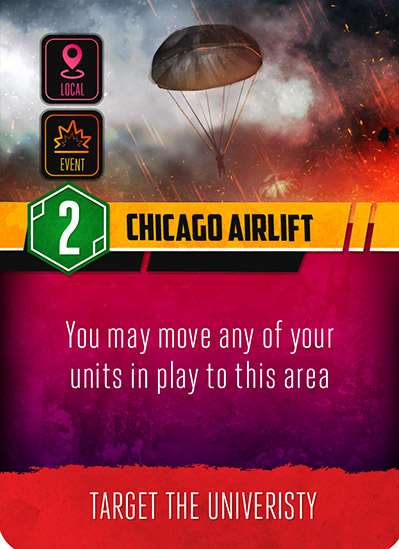 LOCAL
EVENT
2
CHICAGO AIRLIFT
You may move any of your
units in play to this area
TARGET THE UNIVERISTY